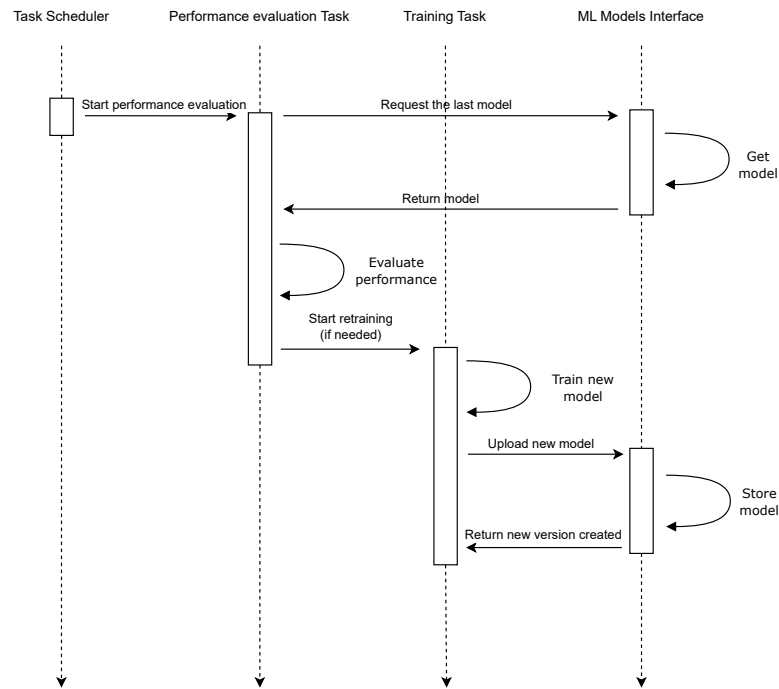 Task Scheduler
Performance evaluation Task
Training Task
ML Models Interface
Start performance evaluation
Request the last model
Get
model
Return model
Evaluate
performance
Start retraining
(if needed)
Train new
model
Upload new model
Store
model
Return new version created